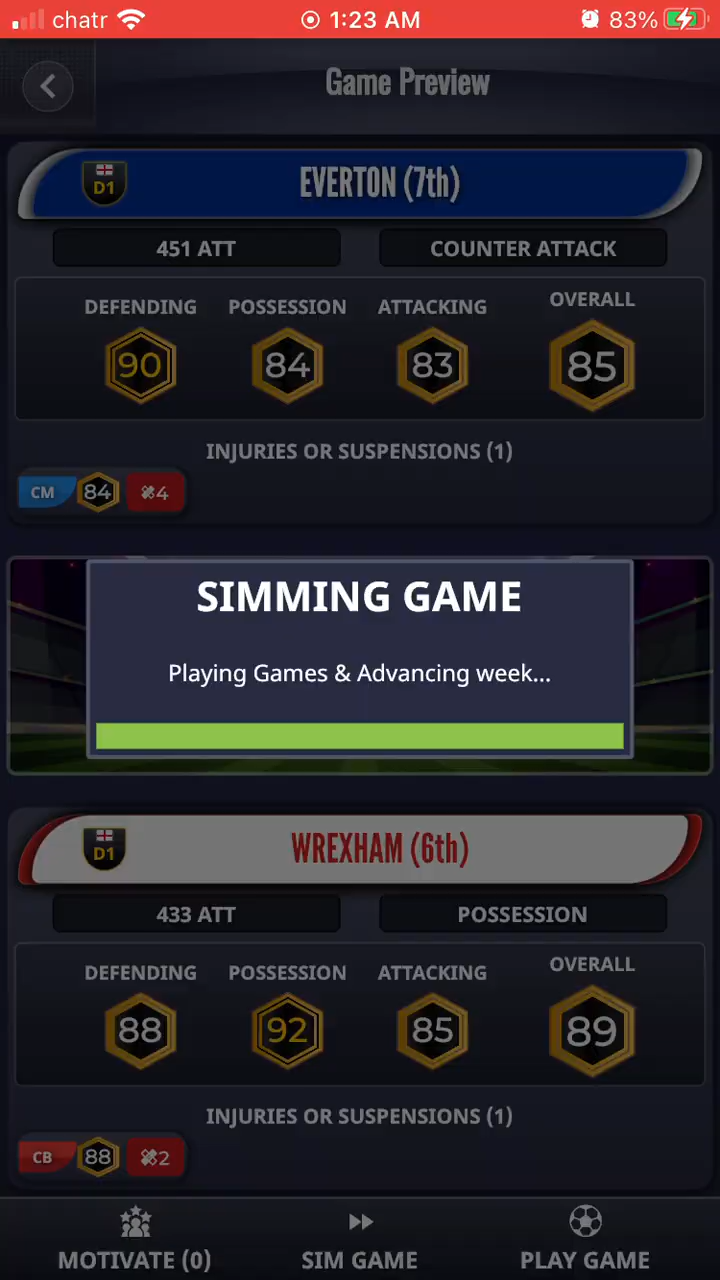 chatr 1:23 AM 83%
Game Preview
D1 EVERTON (7th)
451 ATT COUNTER ATTACK
DEFENDING POSSESSION ATTACKING OVERALL
90 84 83 85
INJURIES OR SUSPENSIONS (1)
CM 84 4
SIMMING GAME
Playing Games & Advancing week...
D1 WREXHAM (6th)
433 ATT POSSESSION
DEFENDING POSSESSION ATTACKING OVERALL
88 92 85 89
INJURIES OR SUSPENSIONS (1)
CB 88 2
MOTIVATE (0) SIM GAME PLAY GAME